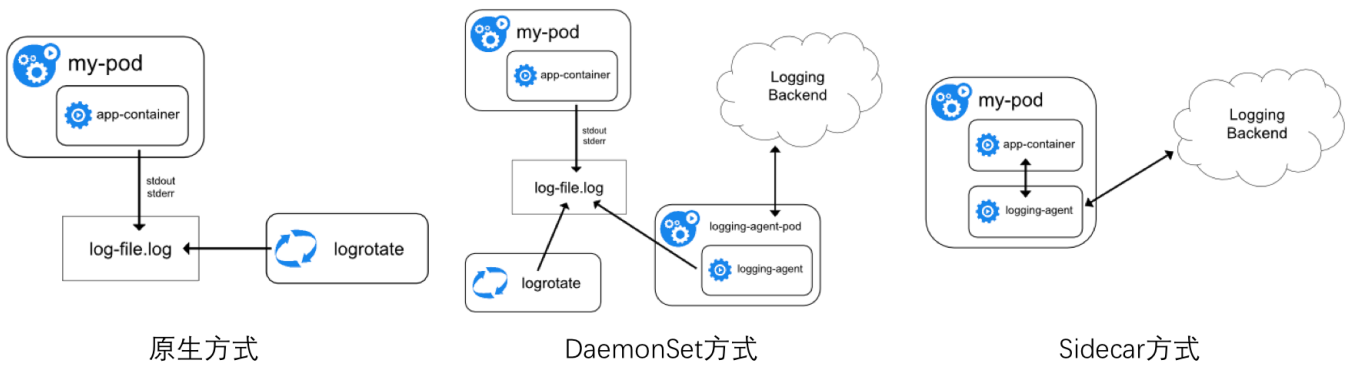 my-pod
app-container
stdout
stderr
log-file.log
logrotate
原生方式
my-pod
app-container
stdout
stderr
log-file.log
logrotate
Logging
Backend
logging-agent-pod
logging-agent
DaemonSet方式
my-pod
app-container
logging-agent
Logging
Backend
Sidecar方式